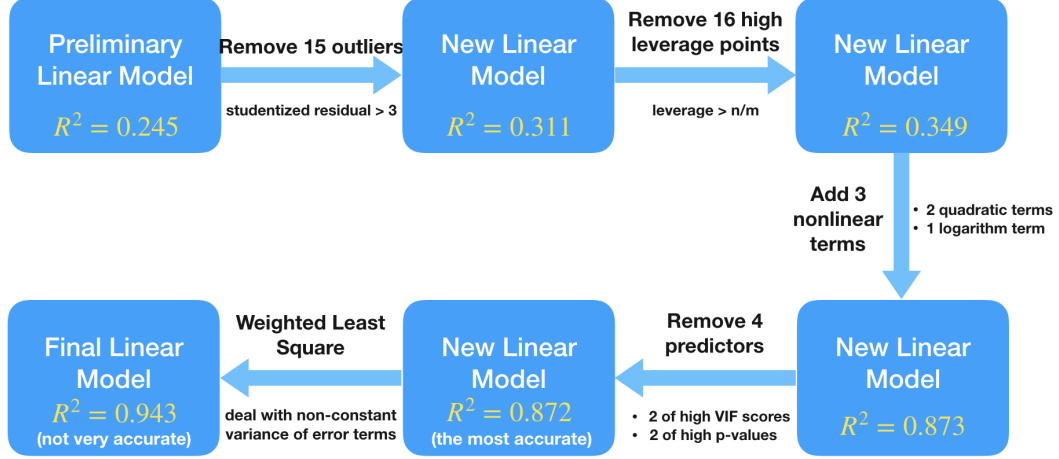 Preliminary
Linear Model
R² = 0.245
Remove 15 outliers
studentized residual > 3
New Linear
Model
R² = 0.311
Remove 16 high
leverage points
leverage > n/m
New Linear
Model
R² = 0.349
Add 3
nonlinear
terms
• 2 quadratic terms
• 1 logarithm term
New Linear
Model
R² = 0.873
Remove 4
predictors
• 2 of high VIF scores
• 2 of high p-values
New Linear
Model
R² = 0.872
(the most accurate)
Weighted Least
Square
deal with non-constant
variance of error terms
Final Linear
Model
R² = 0.943
(not very accurate)